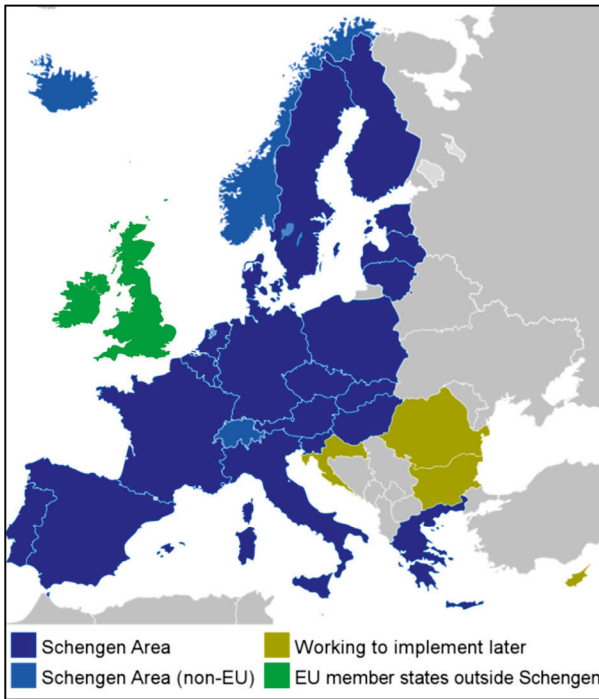 Schengen Area
Working to implement later
Schengen Area (non-EU)
EU member states outside Schengen